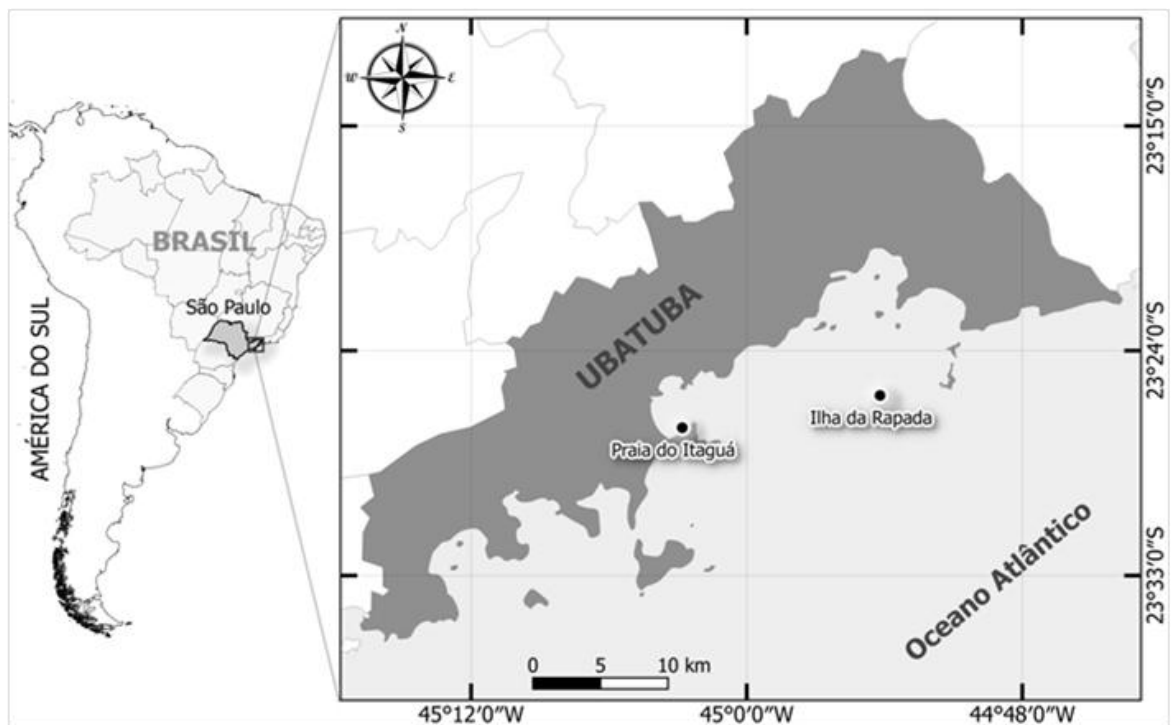 N
W
E
S
BRASIL
São Paulo
AMÉRICA DO SUL
UBATUBA
Praia do Itaguá
Ilha da Rapada
Oceano Atlântico
0 5 10 km
23°15'0"S
23°24'0"S
23°33'0"S
45°12'0"W
45°0'0"W
44°48'0"W